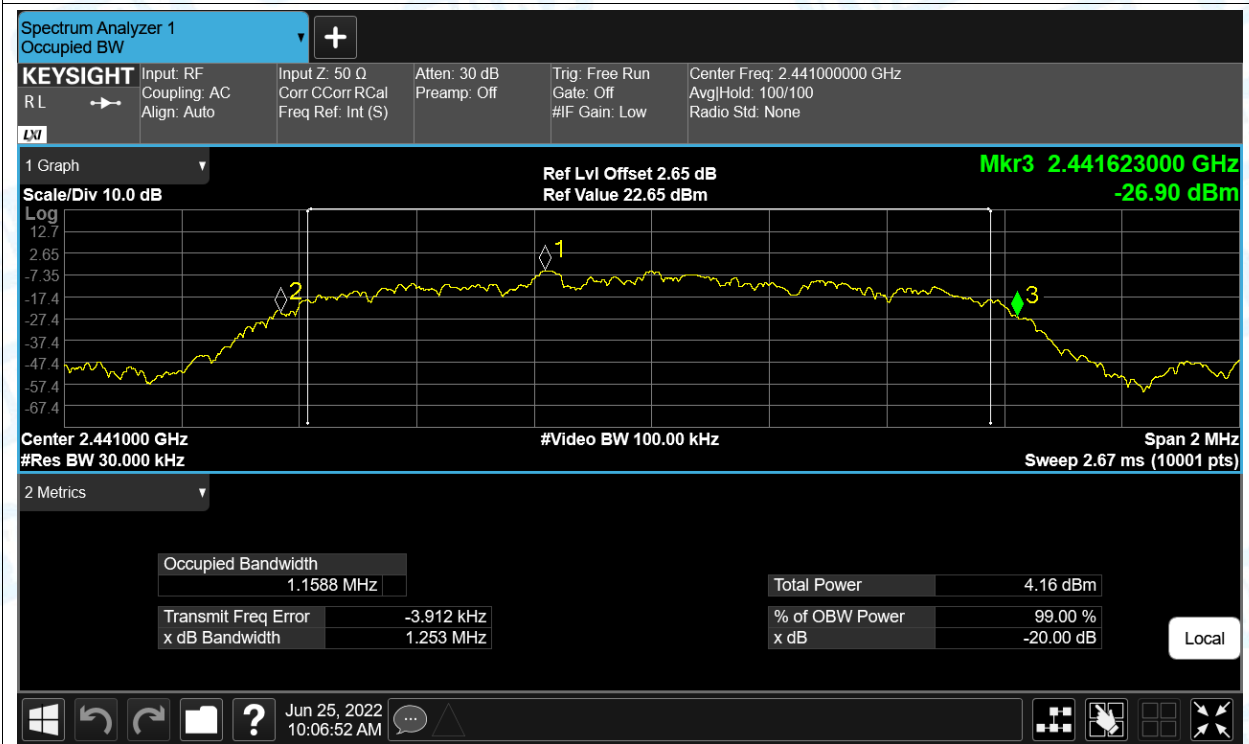 Spectrum Analyzer 1
Occupied BW
KEYSIGHT
R L
LXI
Input: RF
Coupling: AC
Align: Auto
Input Z: 50 Ω
Corr CCorr RCal
Freq Ref: Int (S)
Atten: 30 dB
Preamp: Off
Trig: Free Run
Gate: Off
#IF Gain: Low
Center Freq: 2.441000000 GHz
Avg|Hold: 100/100
Radio Std: None
1 Graph
Scale/Div 10.0 dB
Ref Lvl Offset 2.65 dB
Ref Value 22.65 dBm
Mkr3 2.441623000 GHz
-26.90 dBm
Log
12.7
2.65
-7.35
-17.4
-27.4
-37.4
-47.4
-57.4
-67.4
1
2
3
Center 2.441000 GHz
#Res BW 30.000 kHz
#Video BW 100.00 kHz
Span 2 MHz
Sweep 2.67 ms (10001 pts)
2 Metrics
Occupied Bandwidth
1.1588 MHz
Transmit Freq Error -3.912 kHz
x dB Bandwidth 1.253 MHz
Total Power 4.16 dBm
% of OBW Power 99.00 %
x dB -20.00 dB
Local
?
Jun 25, 2022
10:06:52 AM